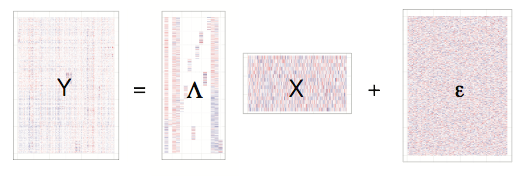 Y = Λ X + ε